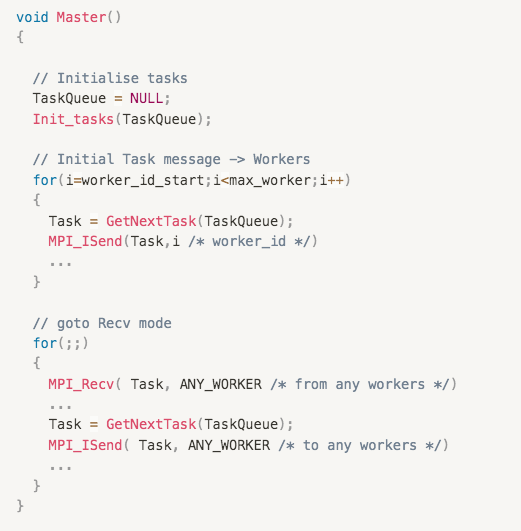 void Master()
{
// Initialise tasks
TaskQueue = NULL;
Init_tasks(TaskQueue);
// Initial Task message -> Workers
for(i=worker_id_start;i<max_worker;i++)
{
Task = GetNextTask(TaskQueue);
MPI_ISend(Task,i /* worker_id */)
...
}
// goto Recv mode
for(;;)
{
MPI_Recv( Task, ANY_WORKER /* from any workers */)
...
Task = GetNextTask(TaskQueue);
MPI_ISend( Task, ANY_WORKER /* to any workers */)
...
}
}